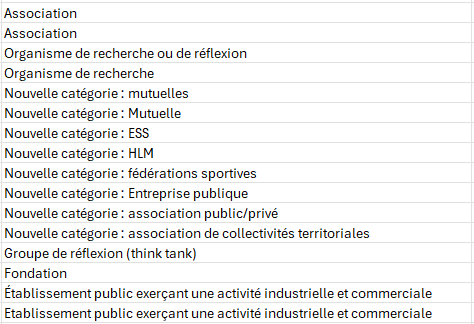 Association
Association
Organisme de recherche ou de réflexion
Organisme de recherche
Nouvelle catégorie : mutuelles
Nouvelle catégorie : Mutuelle
Nouvelle catégorie : ESS
Nouvelle catégorie : HLM
Nouvelle catégorie : fédérations sportives
Nouvelle catégorie : Entreprise publique
Nouvelle catégorie : association public/privé
Nouvelle catégorie : association de collectivités territoriales
Groupe de réflexion (think tank)
Fondation
Établissement public exerçant une activité industrielle et commerciale
Etablissement public exerçant une activité industrielle et commerciale